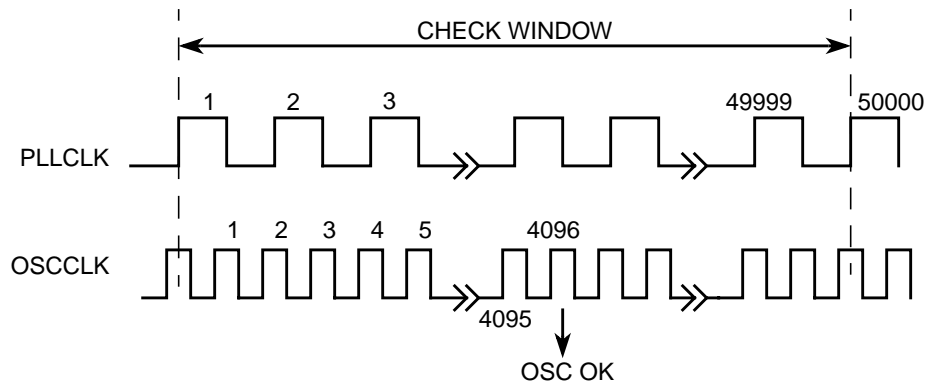 CHECK WINDOW
1 2 3 49999 50000
PLLCLK
1 2 3 4 5 4096
OSCCLK
4095
OSC OK